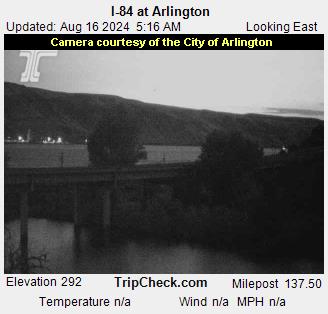 I-84 at Arlington
Updated: Aug 16 2024 5:16 AM Looking East
Camera courtesy of the City of Arlington
Elevation 292 TripCheck.com Milepost 137.50
Temperature n/a Wind n/a MPH n/a